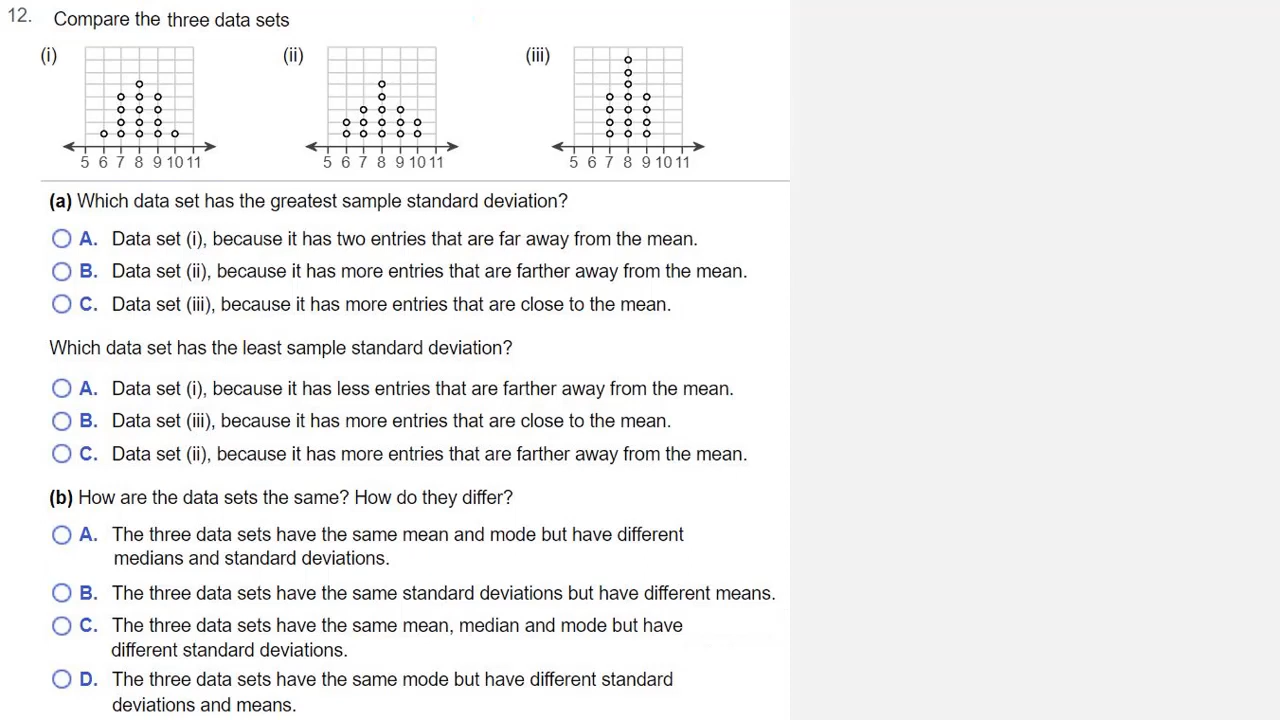 12. Compare the three data sets
(i) (ii) (iii)
5 6 7 8 9 10 11 5 6 7 8 9 10 11 5 6 7 8 9 10 11
(a) Which data set has the greatest sample standard deviation?
A. Data set (i), because it has two entries that are far away from the mean.
B. Data set (ii), because it has more entries that are farther away from the mean.
C. Data set (iii), because it has more entries that are close to the mean.
Which data set has the least sample standard deviation?
A. Data set (i), because it has less entries that are farther away from the mean.
B. Data set (iii), because it has more entries that are close to the mean.
C. Data set (ii), because it has more entries that are farther away from the mean.
(b) How are the data sets the same? How do they differ?
A. The three data sets have the same mean and mode but have different
medians and standard deviations.
B. The three data sets have the same standard deviations but have different means.
C. The three data sets have the same mean, median and mode but have
different standard deviations.
D. The three data sets have the same mode but have different standard
deviations and means.